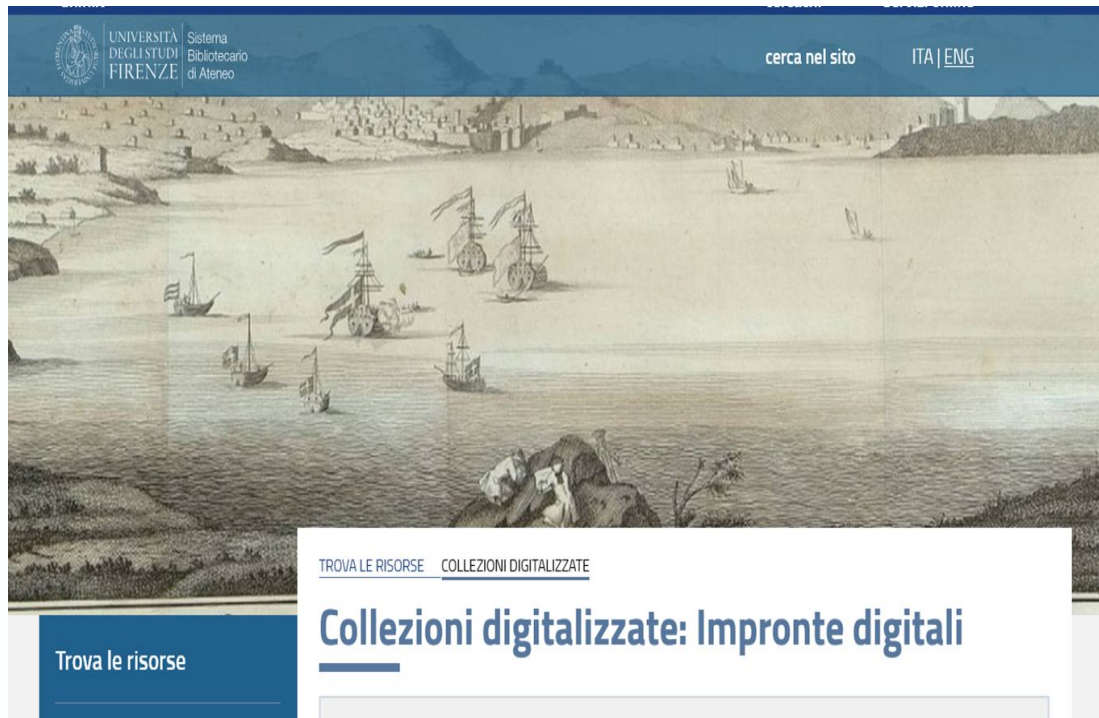 UNIVERSITÀ
DEGLI STUDI
FIRENZE
Sistema
Bibliotecario
di Ateneo
cerca nel sito
ITA | ENG
TROVA LE RISORSE COLLEZIONI DIGITALIZZATE
Collezioni digitalizzate: Impronte digitali
Trova le risorse